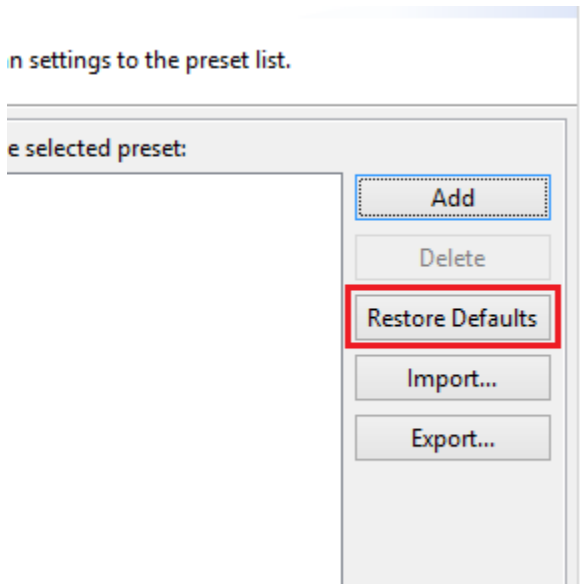 n settings to the preset list.
e selected preset:
Add
Delete
Restore Defaults
Import...
Export...